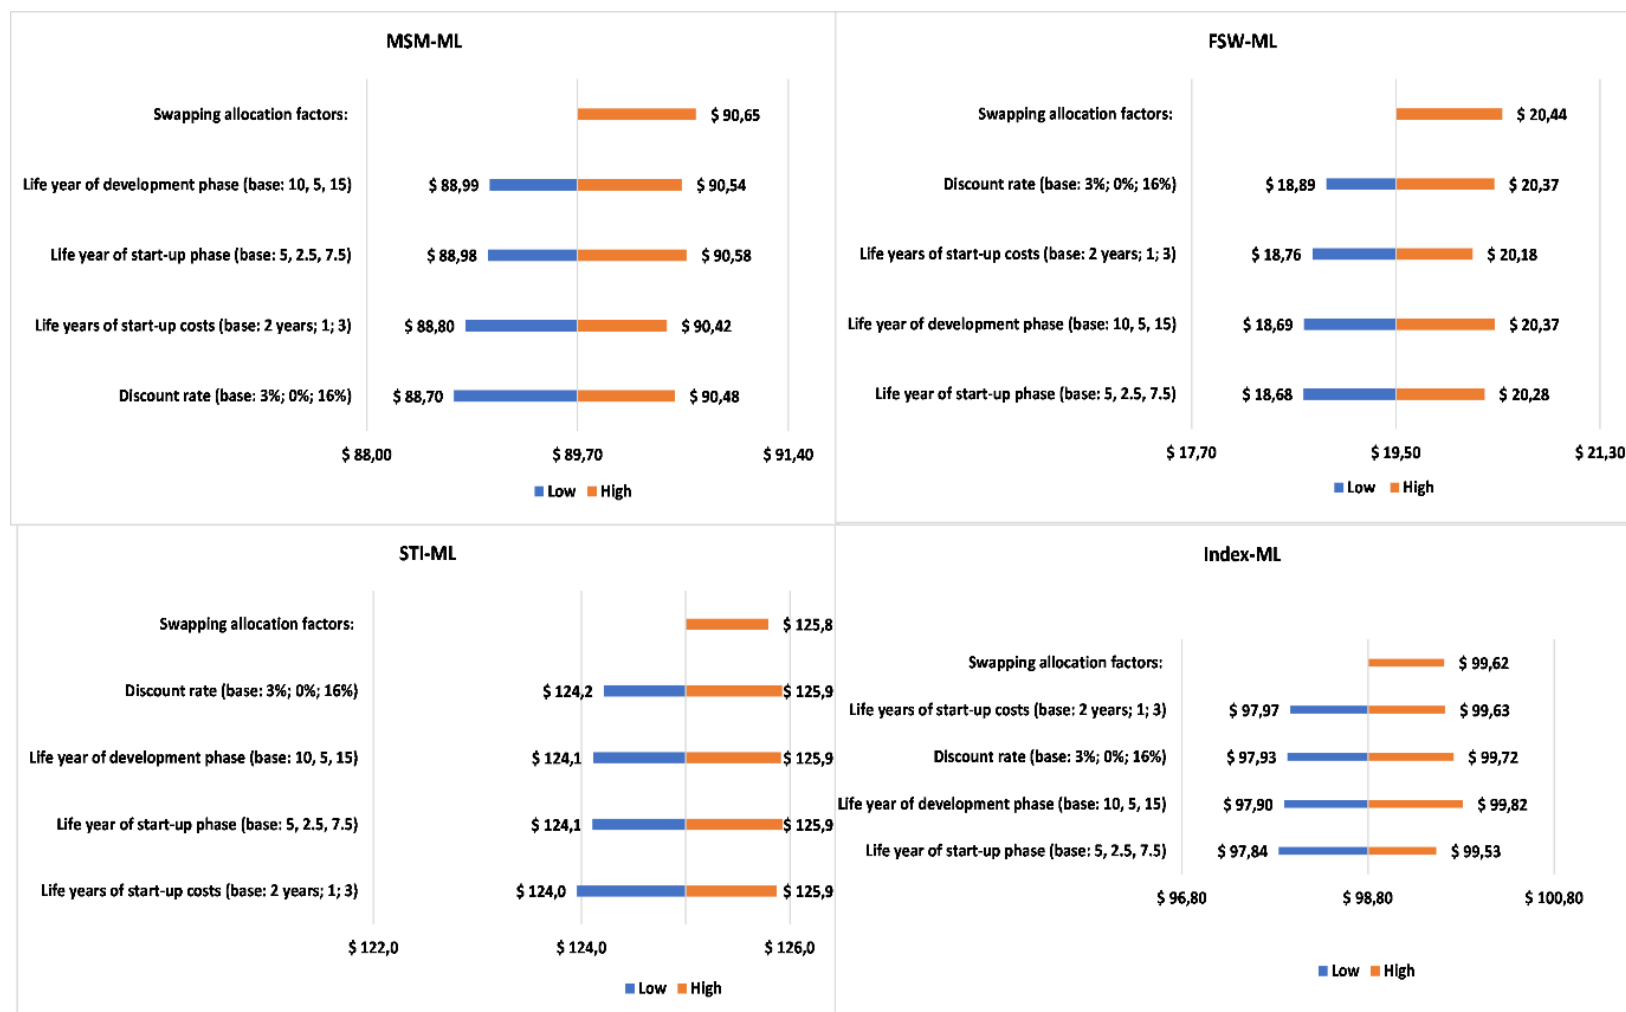 MSM-ML
Swapping allocation factors:
$ 90,65
Life year of development phase (base: 10, 5, 15)
$ 88,99
$ 90,54
Life year of start-up phase (base: 5, 2.5, 7.5)
$ 88,98
$ 90,58
Life years of start-up costs (base: 2 years; 1; 3)
$ 88,80
$ 90,42
Discount rate (base: 3%; 0%; 16%)
$ 88,70
$ 90,48
$ 88,00
$ 89,70
$ 91,40
Low
High
FSW-ML
Swapping allocation factors:
$ 20,44
Discount rate (base: 3%; 0%; 16%)
$ 18,89
$ 20,37
Life years of start-up costs (base: 2 years; 1; 3)
$ 18,76
$ 20,18
Life year of development phase (base: 10, 5, 15)
$ 18,69
$ 20,37
Life year of start-up phase (base: 5, 2.5, 7.5)
$ 18,68
$ 20,28
$ 17,70
$ 19,50
$ 21,30
Low
High
STI-ML
Swapping allocation factors:
$ 125,8
Discount rate (base: 3%; 0%; 16%)
$ 124,2
$ 125,9
Life year of development phase (base: 10, 5, 15)
$ 124,1
$ 125,9
Life year of start-up phase (base: 5, 2.5, 7.5)
$ 124,1
$ 125,9
Life years of start-up costs (base: 2 years; 1; 3)
$ 124,0
$ 125,9
$ 122,0
$ 124,0
$ 126,0
Low
High
Index-ML
Swapping allocation factors:
$ 99,62
Life years of start-up costs (base: 2 years; 1; 3)
$ 97,97
$ 99,63
Discount rate (base: 3%; 0%; 16%)
$ 97,93
$ 99,72
Life year of development phase (base: 10, 5, 15)
$ 97,90
$ 99,82
Life year of start-up phase (base: 5, 2.5, 7.5)
$ 97,84
$ 99,53
$ 96,80
$ 98,80
$ 100,80
Low
High